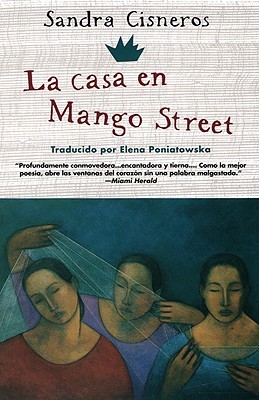 Sandra Cisneros
La casa en
Mango Street
Traducido por Elena Poniatowska
“Profundamente conmovedora...encantadora y tierna.... Como la mejor
poesía, abre las ventanas del corazón sin una palabra malgastada.”
—Miami Herald